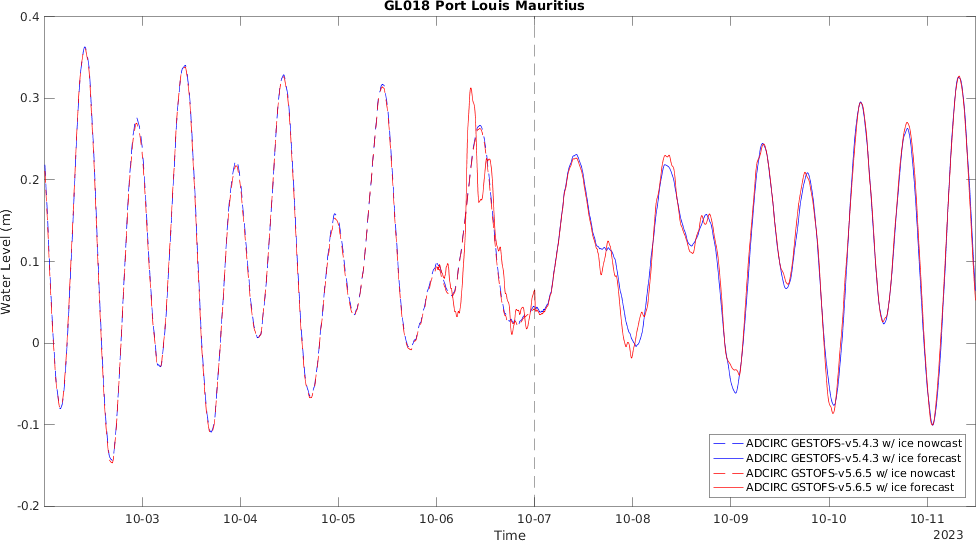 GL018 Port Louis Mauritius
0.4
0.3
0.2
0.1
0
-0.1
-0.2
Water Level (m)
ADCIRC GESTOFS-v5.4.3 w/ ice nowcast
ADCIRC GESTOFS-v5.4.3 w/ ice forecast
ADCIRC GSTOFS-v5.6.5 w/ ice nowcast
ADCIRC GSTOFS-v5.6.5 w/ ice forecast
10-03 10-04 10-05 10-06 10-07 10-08 10-09 10-10 10-11
Time
2023